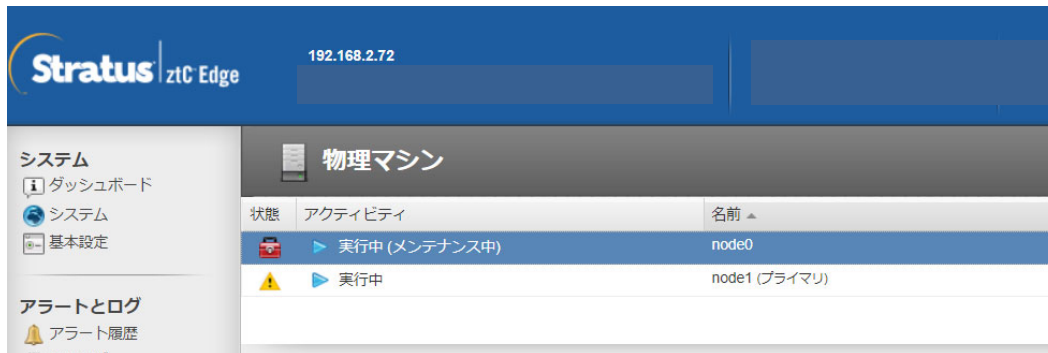 Stratus ztC Edge
192.168.2.72
システム
ダッシュボード
システム
基本設定
アラートとログ
アラート履歴
物理マシン
状態 アクティビティ 名前
実行中 (メンテナンス中) node0
実行中 node1 (プライマリ)